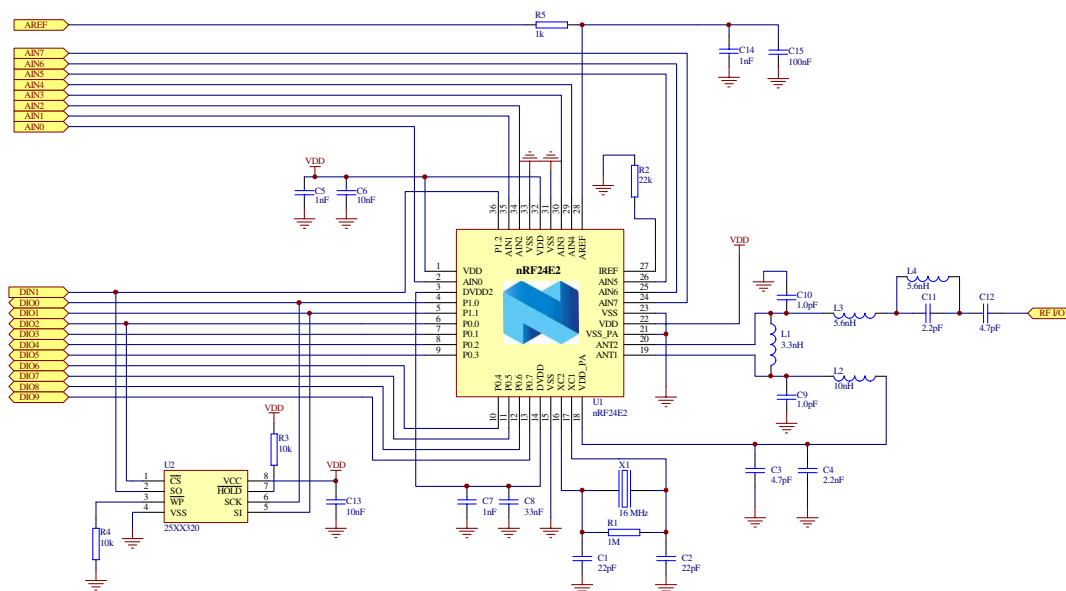 AREF
R5
1k
C14
1nF
C15
100nF
AIN7
AIN6
AIN5
AIN4
AIN3
AIN2
AIN1
AIN0
VDD
C5
1nF
C6
10nF
R2
22k
36
35
34
33
32
31
30
29
28
P1.2
AIN1
AIN2
VSS
VDD
VSS
AIN3
AIN4
AREF
nRF24E2
1 VDD
2 AIN0
3 DVDD2
4 P1.0
5 P1.1
6 P0.0
7 P0.1
8 P0.2
9 P0.3
IREF 27
AIN5 26
AIN6 25
AIN7 24
VSS 23
VDD 22
VSS_PA 21
ANT2 20
ANT1 19
P0.4
P0.5
P0.6
P0.7
DVDD
VSS
XC2
XC1
VDD_PA
10
11
12
13
14
15
16
17
18
U1
nRF24E2
VDD
DIN1
DIO0
DIO1
DIO2
DIO3
DIO4
DIO5
DIO6
DIO7
DIO8
DIO9
C10
1.0pF
L1
3.3nH
L3
5.6nH
L4
5.6nH
C11
2.2pF
C12
4.7pF
RF I/O
L2
10nH
C9
1.0pF
C3
4.7pF
C4
2.2nF
VDD
R3
10k
U2
1 CS
2 SO
3 WP
4 VSS
VCC 8
HOLD 7
SCK 6
SI 5
25XX320
R4
10k
VDD
C13
10nF
C7
1nF
C8
33nF
X1
16 MHz
R1
1M
C1
22pF
C2
22pF